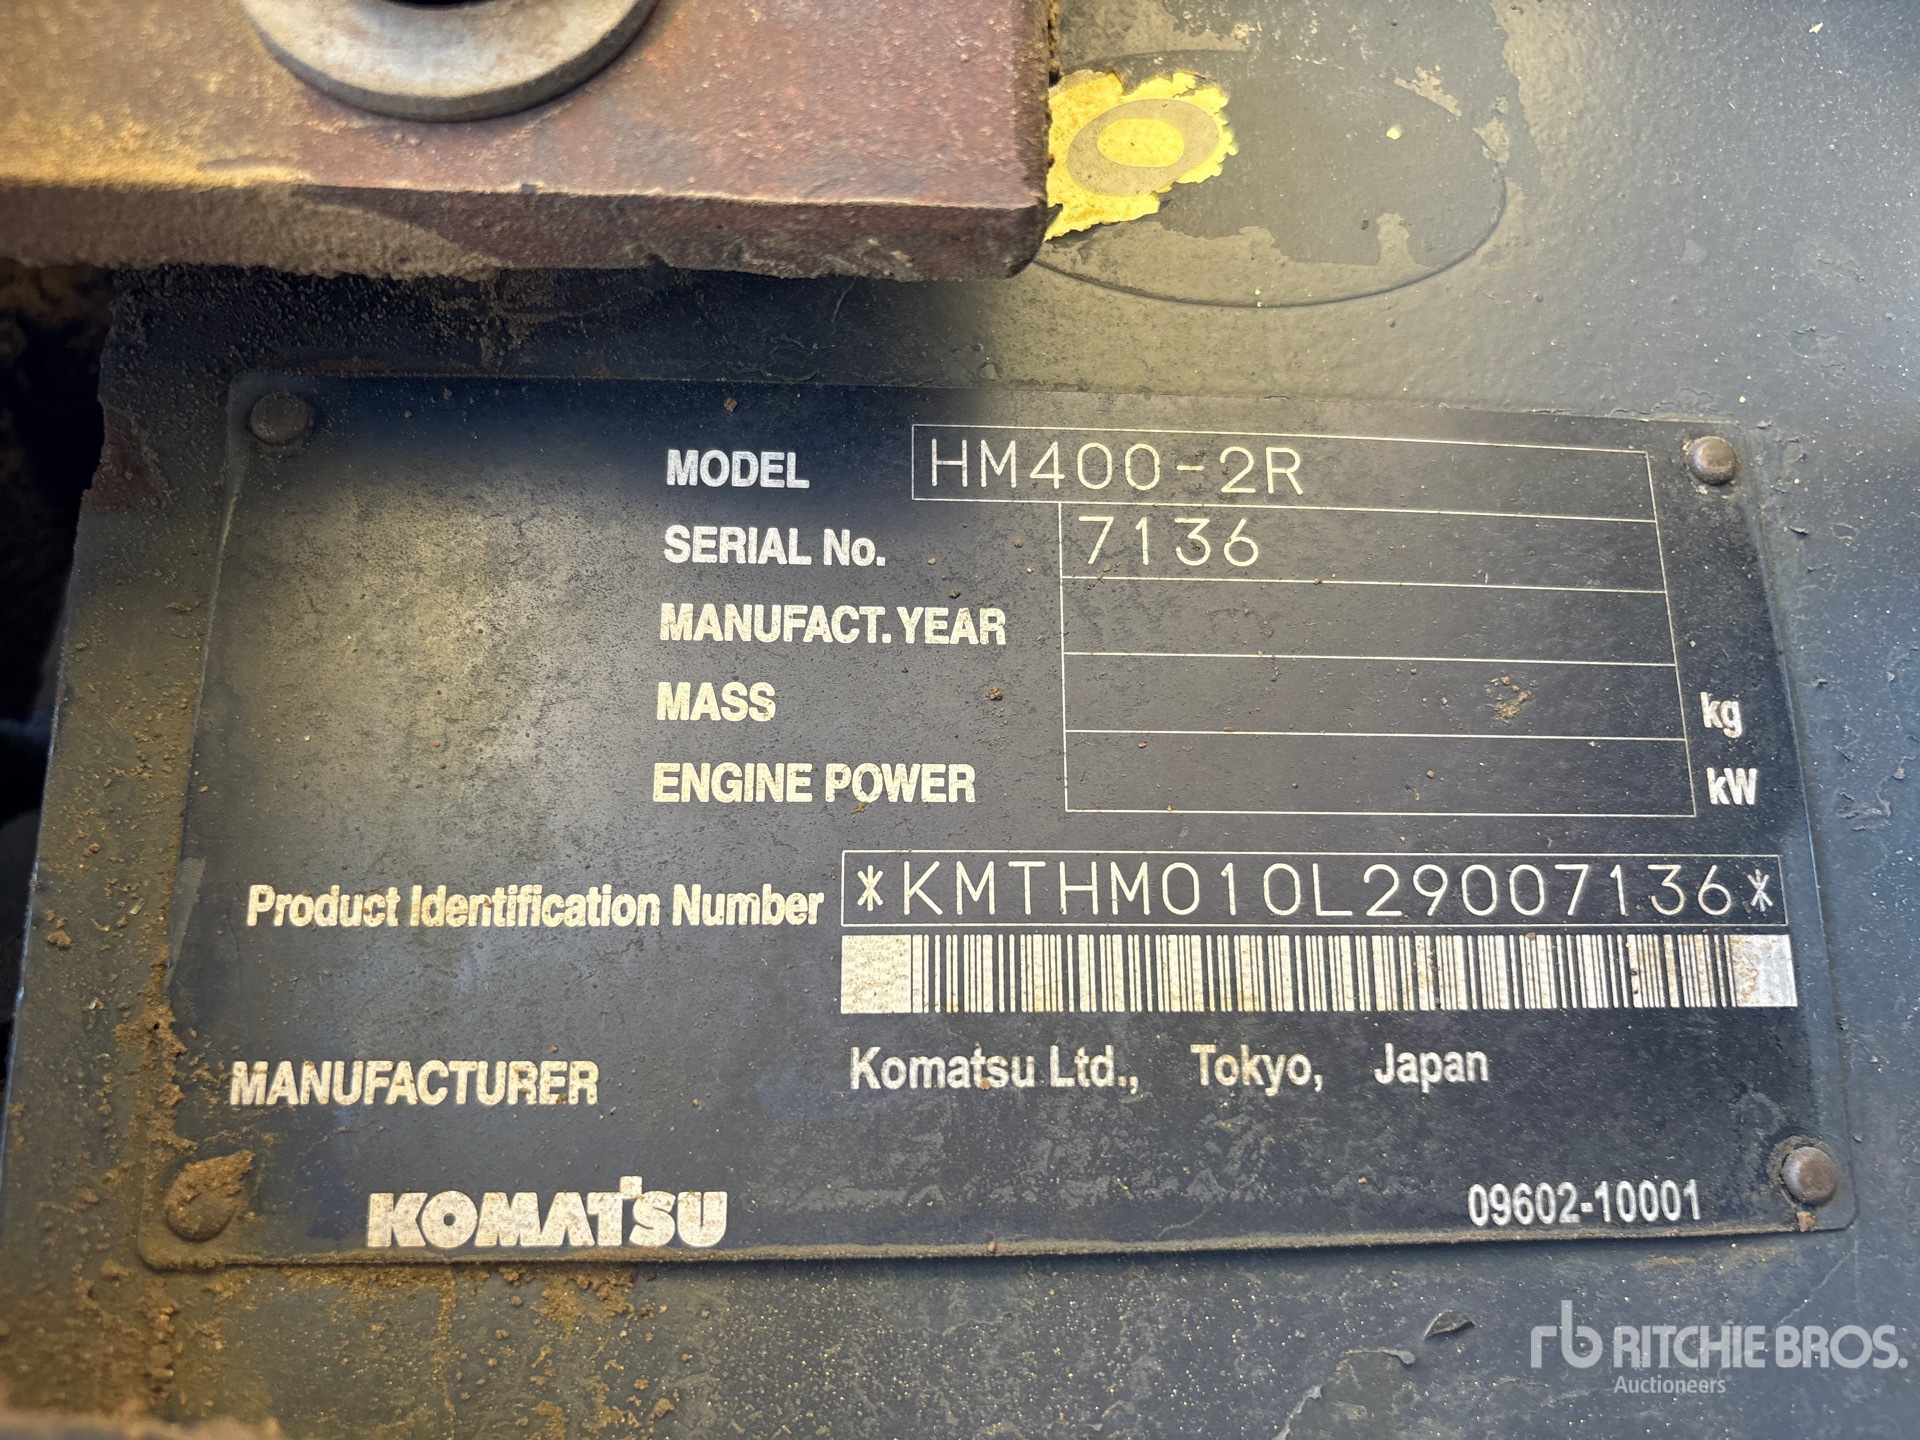 MODEL HM400-2R
SERIAL No. 7136
MANUFACT. YEAR
MASS kg
ENGINE POWER kW
Product Identification Number *KMTHM010L29007136*
MANUFACTURER Komatsu Ltd., Tokyo, Japan
KOMATSU 09602-10001
rb RITCHIE BROS.
Auctioneers